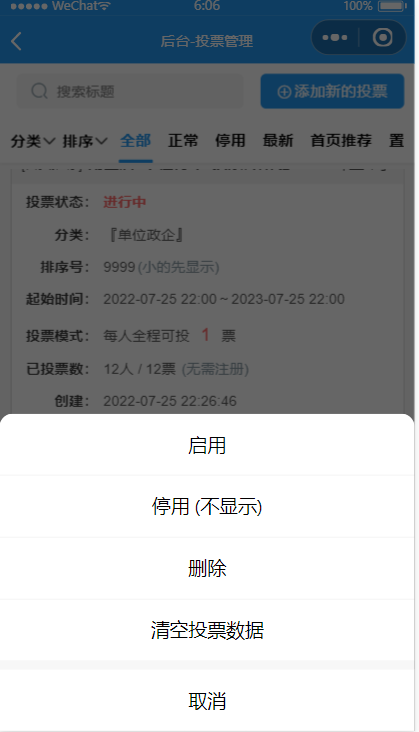 WeChat 6:06 100%
后台-投票管理
搜索标题 添加新的投票
分类 排序 全部 正常 停用 最新 首页推荐 置
投票状态: 进行中
分类: 『单位政企』
排序号: 9999(小的先显示)
起始时间: 2022-07-25 22:00~2023-07-25 22:00
投票模式: 每人全程可投 1 票
已投票数: 12人 / 12票 (无需注册)
创建: 2022-07-25 22:26:46
启用
停用 (不显示)
删除
清空投票数据
取消